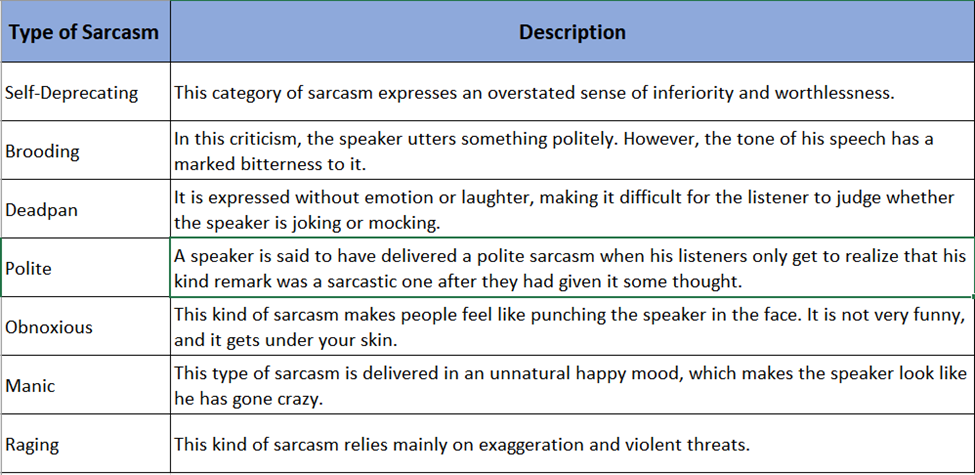 Type of Sarcasm Description
Self-Deprecating This category of sarcasm expresses an overstated sense of inferiority and worthlessness.
Brooding In this criticism, the speaker utters something politely. However, the tone of his speech has a
marked bitterness to it.
Deadpan It is expressed without emotion or laughter, making it difficult for the listener to judge whether
the speaker is joking or mocking.
Polite A speaker is said to have delivered a polite sarcasm when his listeners only get to realize that his
kind remark was a sarcastic one after they had given it some thought.
Obnoxious This kind of sarcasm makes people feel like punching the speaker in the face. It is not very funny,
and it gets under your skin.
Manic This type of sarcasm is delivered in an unnatural happy mood, which makes the speaker look like
he has gone crazy.
Raging This kind of sarcasm relies mainly on exaggeration and violent threats.